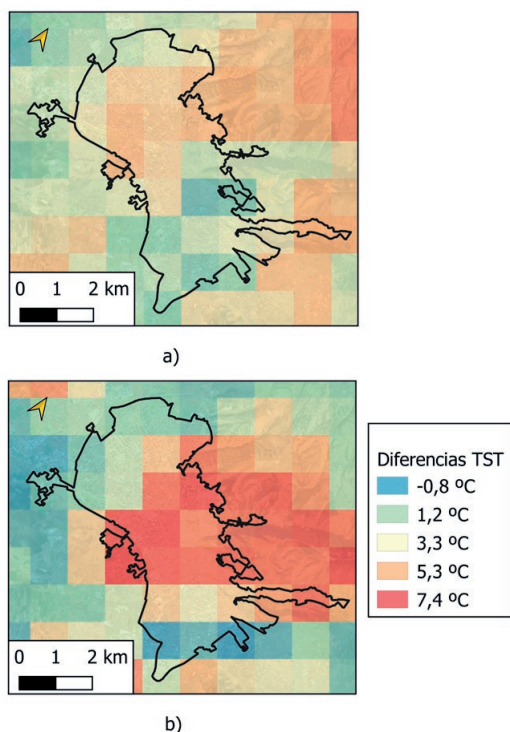 0 1 2 km
a)
Diferencias TST
-0,8 ºC
1,2 ºC
3,3 ºC
5,3 ºC
7,4 ºC
0 1 2 km
b)